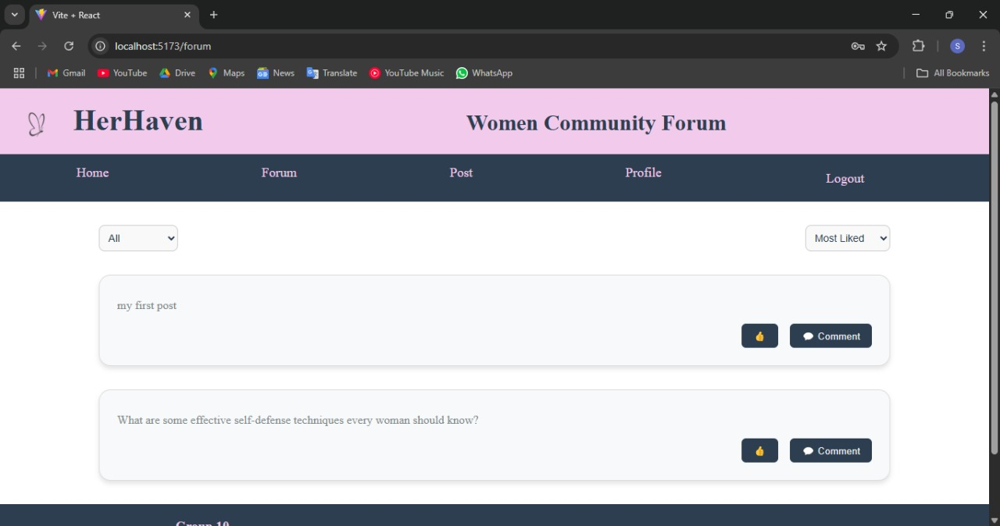 Vite + React
localhost:5173/forum
S
Gmail YouTube Drive Maps News Translate YouTube Music WhatsApp All Bookmarks
HerHaven Women Community Forum
Home Forum Post Profile Logout
All Most Liked
my first post
Comment
What are some effective self-defense techniques every woman should know?
Comment
Group 10